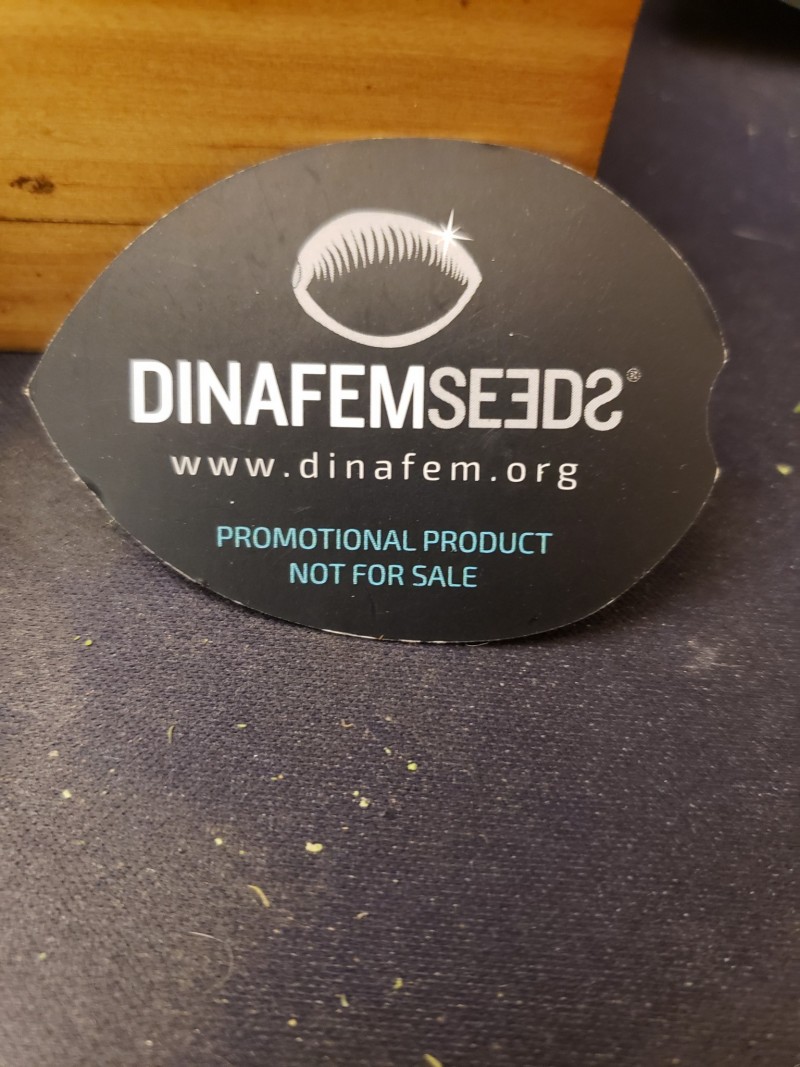 DINAFEMSEEDS®
www.dinafem.org
PROMOTIONAL PRODUCT
NOT FOR SALE